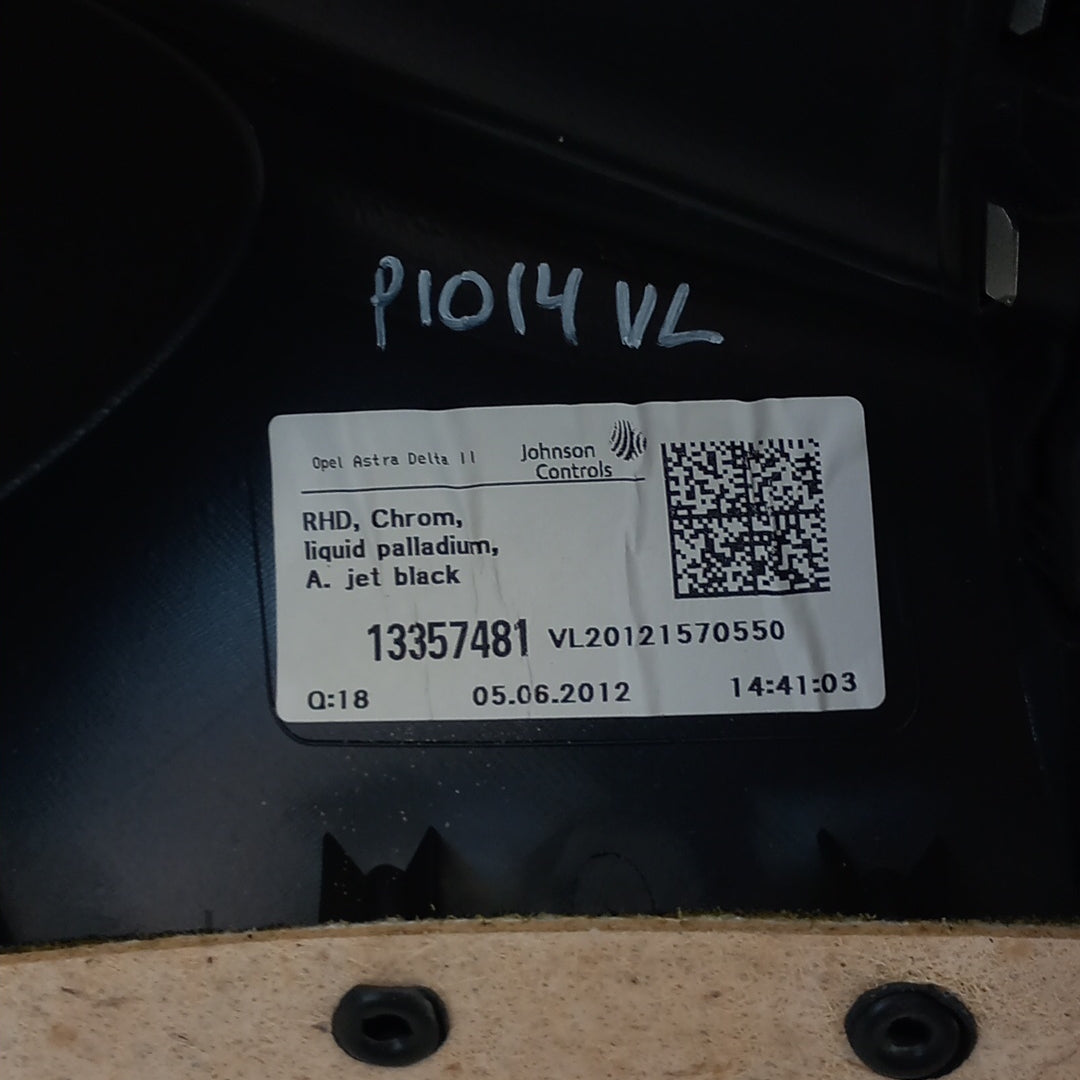 P1014 VL
Opel Astra Delta II
Johnson
Controls
RHD, Chrom,
liquid palladium,
A. jet black
13357481 VL20121570550
Q:18 05.06.2012 14:41:03